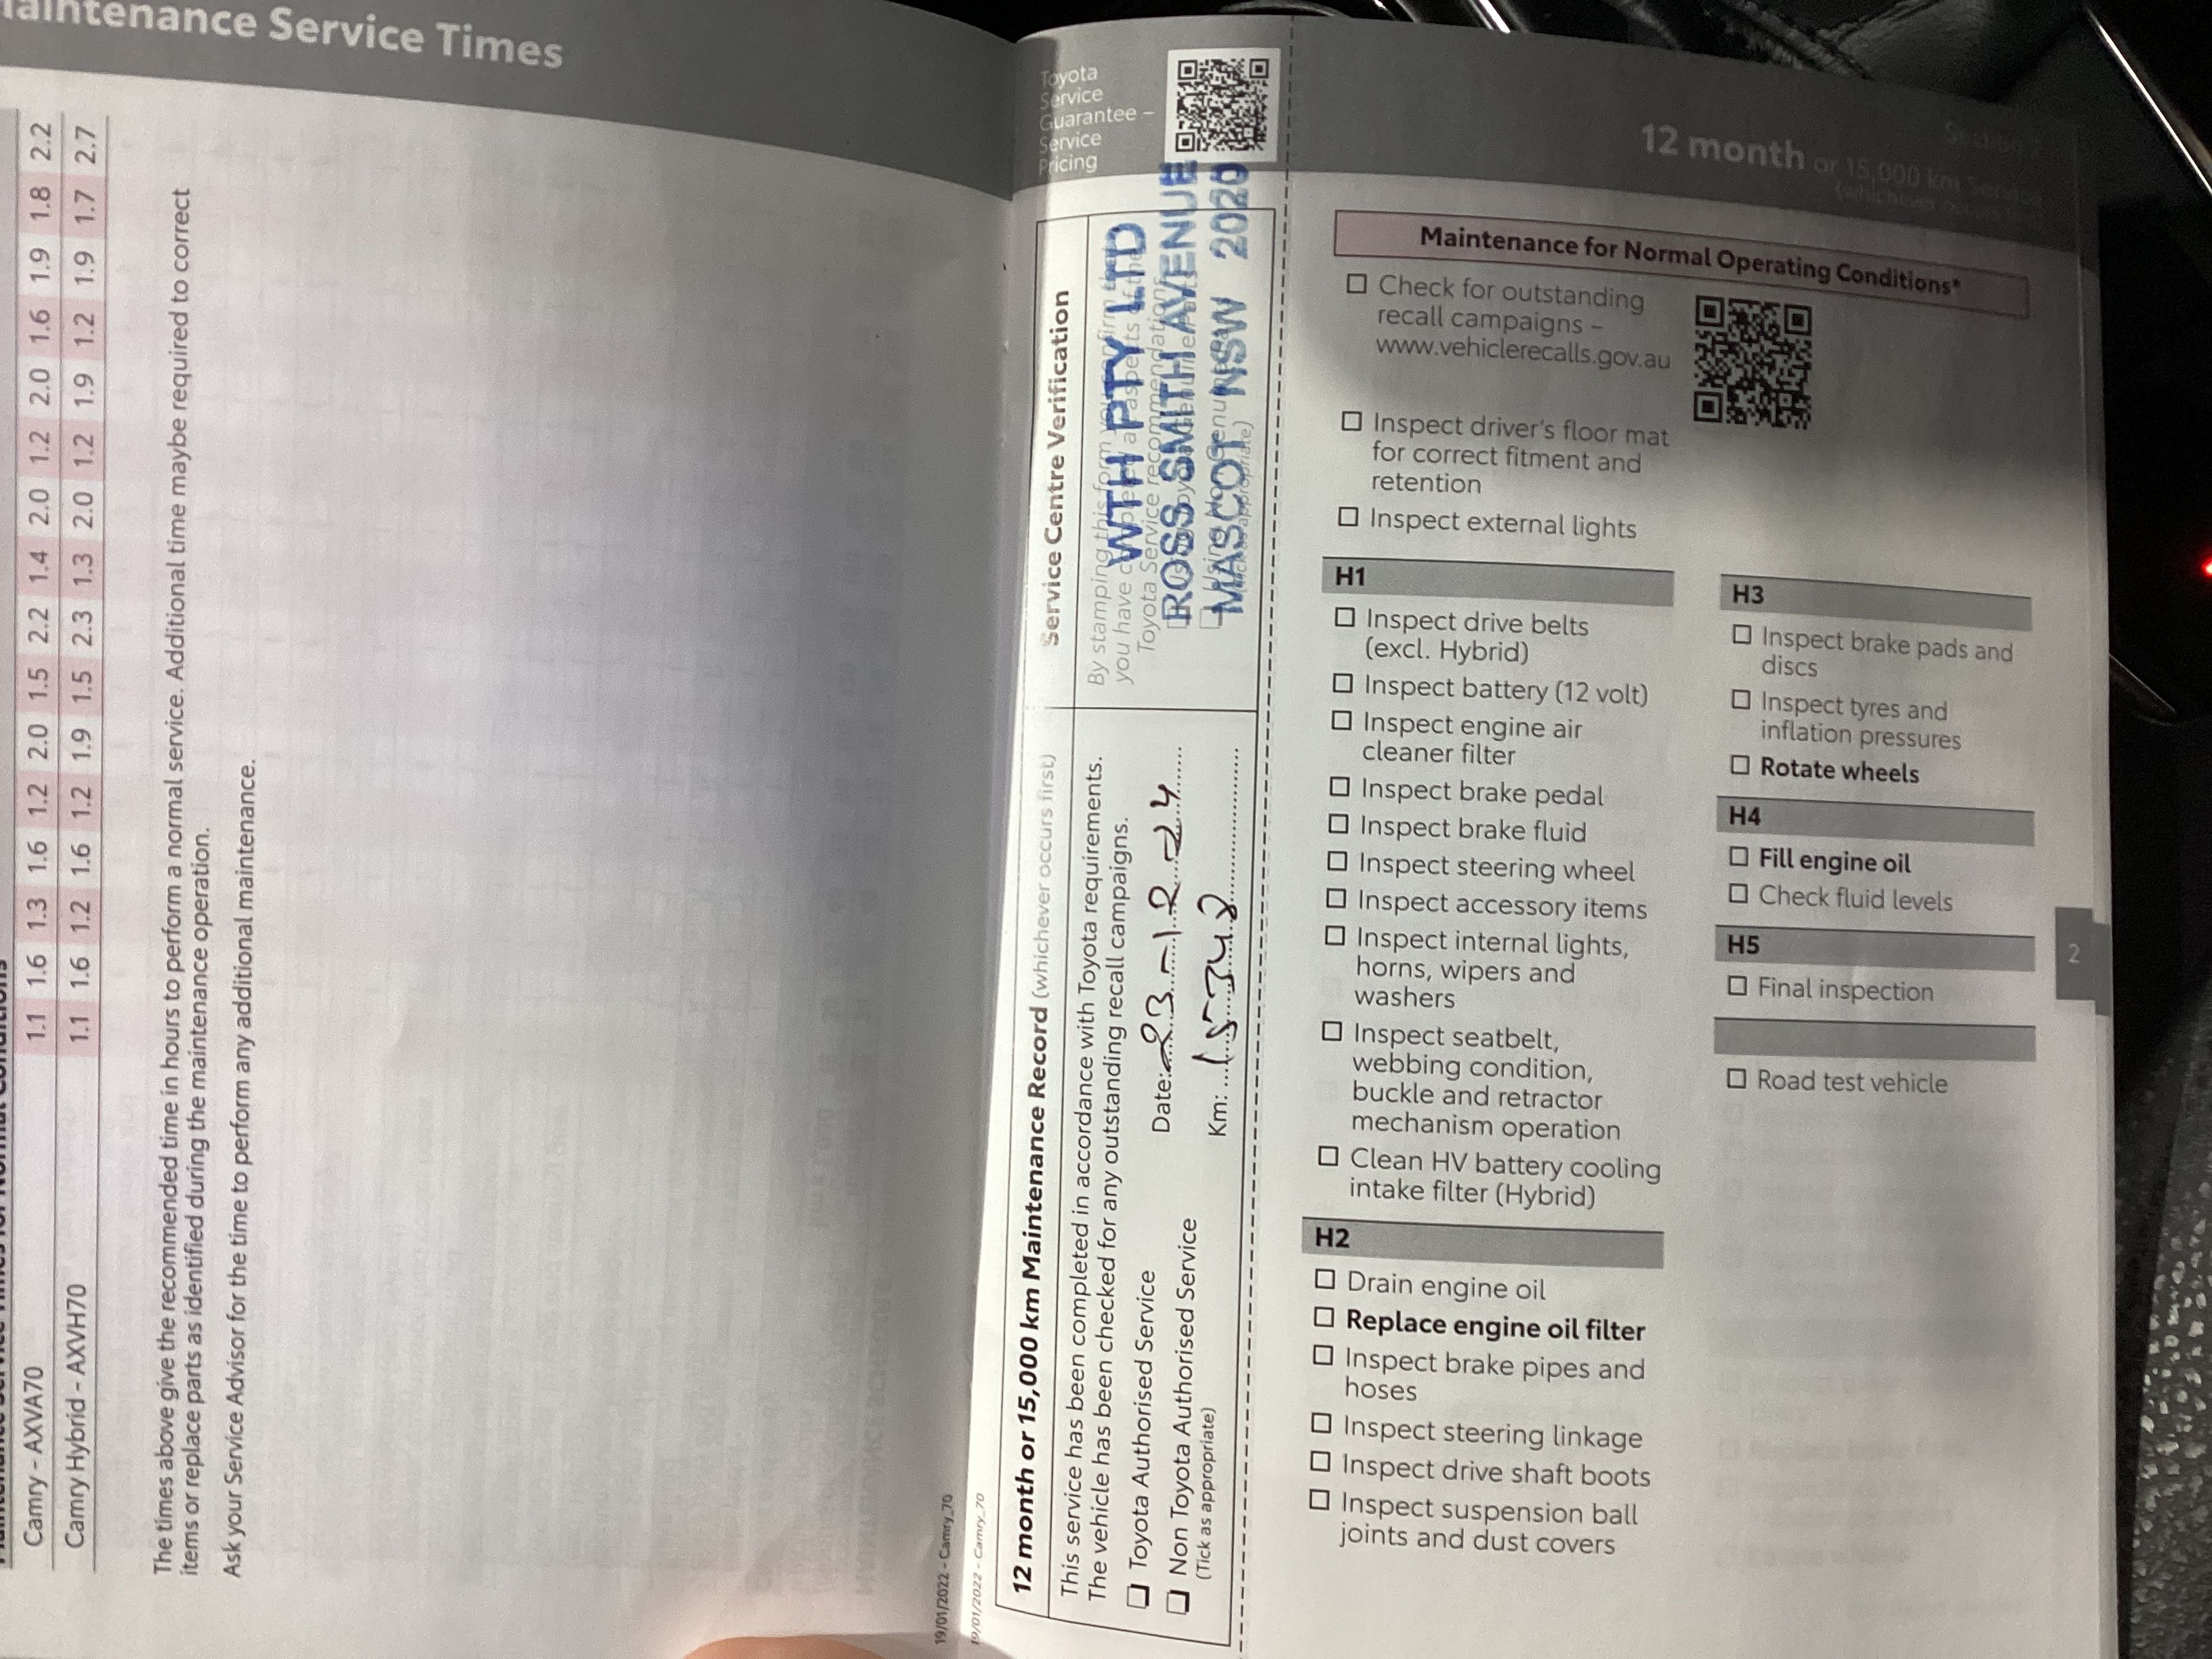 Maintenance Service Times
Camry - AXVA70 1.1 1.6 1.3 1.6 1.2 2.0 1.5 2.2 1.4 2.0 1.2 2.0 1.6 1.9 1.8 2.2
Camry Hybrid - AXVH70 1.1 1.6 1.2 1.6 1.2 1.9 1.5 2.3 1.3 2.0 1.2 1.9 1.2 1.9 1.7 2.7
The times above give the recommended time in hours to perform a normal service. Additional time maybe required to correct
items or replace parts as identified during the maintenance operation.
Ask your Service Advisor for the time to perform any additional maintenance.
19/01/2022 - Camry_70
19/01/2022 - Camry_70
Toyota
Service
Guarantee –
Service
Pricing
12 month or 15,000 km Maintenance Record (whichever occurs first)
This service has been completed in accordance with Toyota requirements.
The vehicle has been checked for any outstanding recall campaigns.
Toyota Authorised Service
Non Toyota Authorised Service
(Tick as appropriate)
Date: 23-12-24
Km:
Service Centre Verification
By stamping this form you confirm
you have
Toyota Service recommendations
WTH PTY LTD
ROSS SMITH AVENUE
MASCOT NSW 2020
12 month or 15,000 km Service
Maintenance for Normal Operating Conditions*
Check for outstanding
recall campaigns –
www.vehiclerecalls.gov.au
Inspect driver's floor mat
for correct fitment and
retention
Inspect external lights
H1
Inspect drive belts
(excl. Hybrid)
Inspect battery (12 volt)
Inspect engine air
cleaner filter
Inspect brake pedal
Inspect brake fluid
Inspect steering wheel
Inspect accessory items
Inspect internal lights,
horns, wipers and
washers
Inspect seatbelt,
webbing condition,
buckle and retractor
mechanism operation
Clean HV battery cooling
intake filter (Hybrid)
H2
Drain engine oil
Replace engine oil filter
Inspect brake pipes and
hoses
Inspect steering linkage
Inspect drive shaft boots
Inspect suspension ball
joints and dust covers
H3
Inspect brake pads and
discs
Inspect tyres and
inflation pressures
Rotate wheels
H4
Fill engine oil
Check fluid levels
H5
Final inspection
Road test vehicle
2